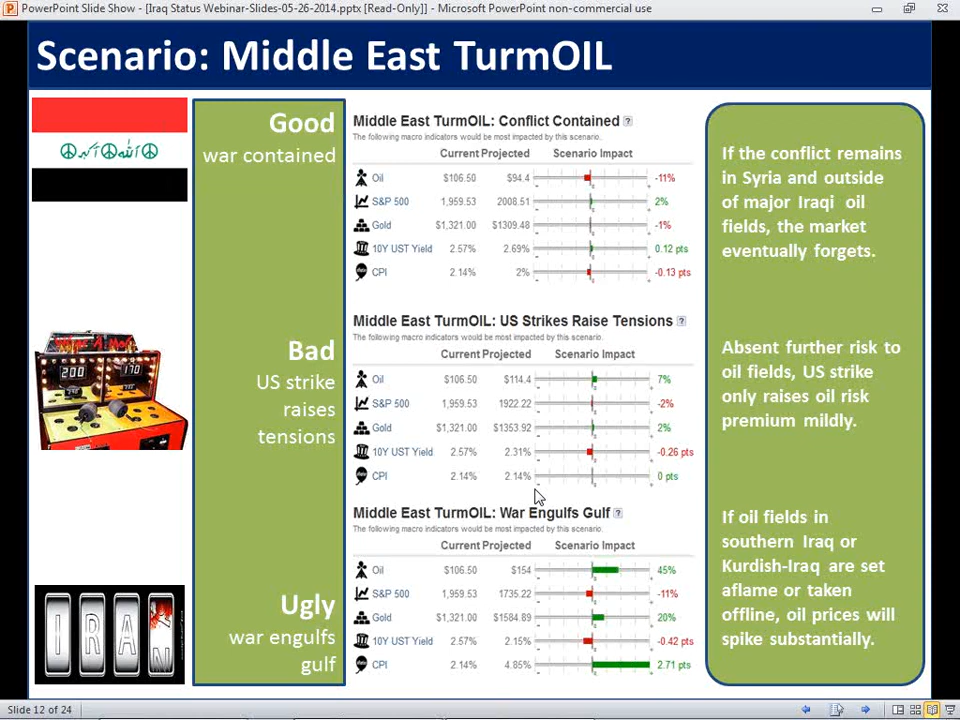 PowerPoint Slide Show - [Iraq Status Webinar-Slides-05-26-2014.pptx [Read-Only]] - Microsoft PowerPoint non-commercial use
Scenario: Middle East TurmOIL
الله اكبر
Good
war contained
Middle East TurmOIL: Conflict Contained ?
The following macro indicators would be most impacted by this scenario.
Current Projected Scenario Impact
Oil $106.50 $94.4 -11%
S&P 500 1,959.53 2008.51 2%
Gold $1,321.00 $1309.48 -1%
10Y UST Yield 2.57% 2.69% 0.12 pts
CPI 2.14% 2% -0.13 pts
If the conflict remains
in Syria and outside
of major Iraqi oil
fields, the market
eventually forgets.
200 170
Bad
US strike
raises
tensions
Middle East TurmOIL: US Strikes Raise Tensions ?
The following macro indicators would be most impacted by this scenario.
Current Projected Scenario Impact
Oil $106.50 $114.4 7%
S&P 500 1,959.53 1922.22 -2%
Gold $1,321.00 $1353.92 2%
10Y UST Yield 2.57% 2.31% -0.26 pts
CPI 2.14% 2.14% 0 pts
Absent further risk to
oil fields, US strike
only raises oil risk
premium mildly.
IRAN
Ugly
war engulfs
gulf
Middle East TurmOIL: War Engulfs Gulf ?
The following macro indicators would be most impacted by this scenario.
Current Projected Scenario Impact
Oil $106.50 $154 45%
S&P 500 1,959.53 1735.22 -11%
Gold $1,321.00 $1584.89 20%
10Y UST Yield 2.57% 2.15% -0.42 pts
CPI 2.14% 4.85% 2.71 pts
If oil fields in
southern Iraq or
Kurdish-Iraq are set
aflame or taken
offline, oil prices will
spike substantially.
Slide 12 of 24